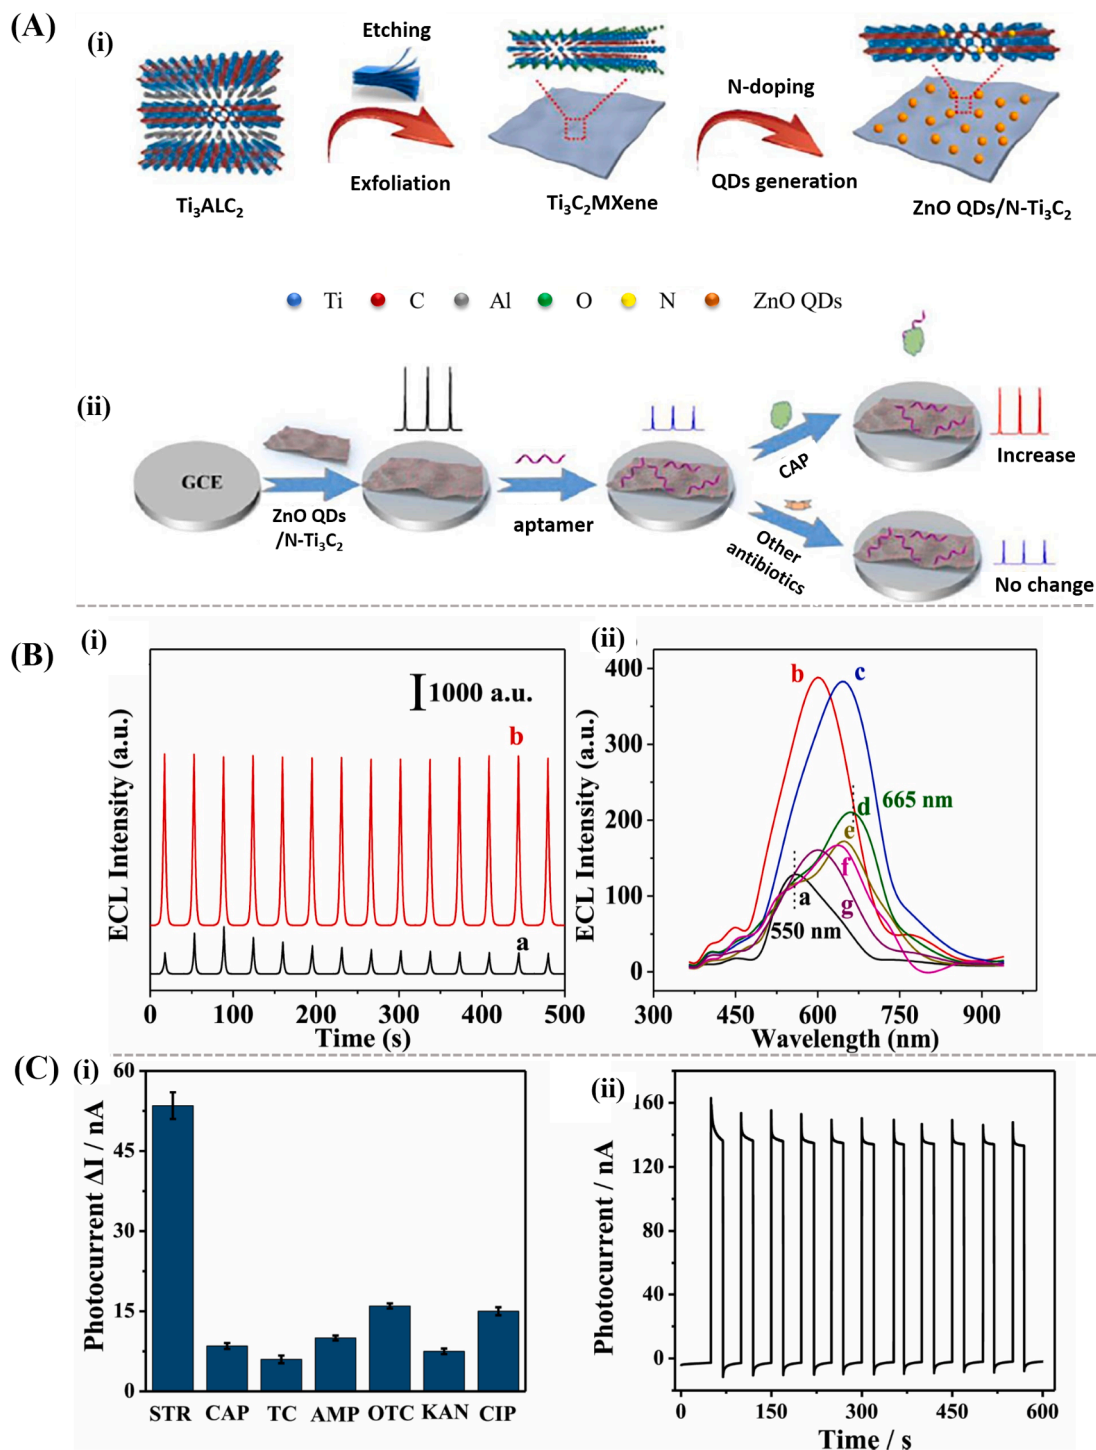 (A)
(i)
Etching
Exfoliation
N-doping
QDs generation
Ti₃ALC₂
Ti₃C₂MXene
ZnO QDs/N-Ti₃C₂
Ti C Al O N ZnO QDs
(ii)
GCE
ZnO QDs
/N-Ti₃C₂
aptamer
CAP
Increase
Other
antibiotics
No change
(B)
(i)
ECL Intensity (a.u.)
1000 a.u.
b
a
0 100 200 300 400 500
Time (s)
(ii)
ECL Intensity (a.u.)
400
300
200
100
0
b
c
d
665 nm
e
f
a
g
550 nm
300 450 600 750 900
Wavelength (nm)
(C)
(i)
Photocurrent ΔI / nA
60
45
30
15
0
STR CAP TC AMP OTC KAN CIP
(ii)
Photocurrent / nA
160
120
80
40
0
0 150 300 450 600
Time / s